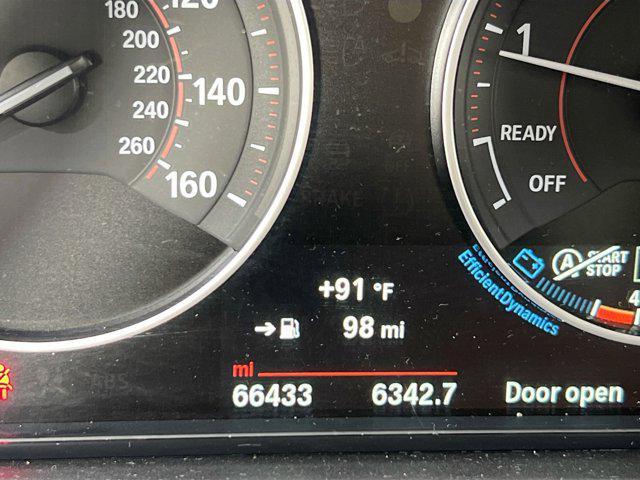 180
120
200
220
140
240
260
160
1
READY
OFF
A START
STOP
EfficientDynamics
4
+91 °F
98 mi
mi
66433
6342.7
Door open